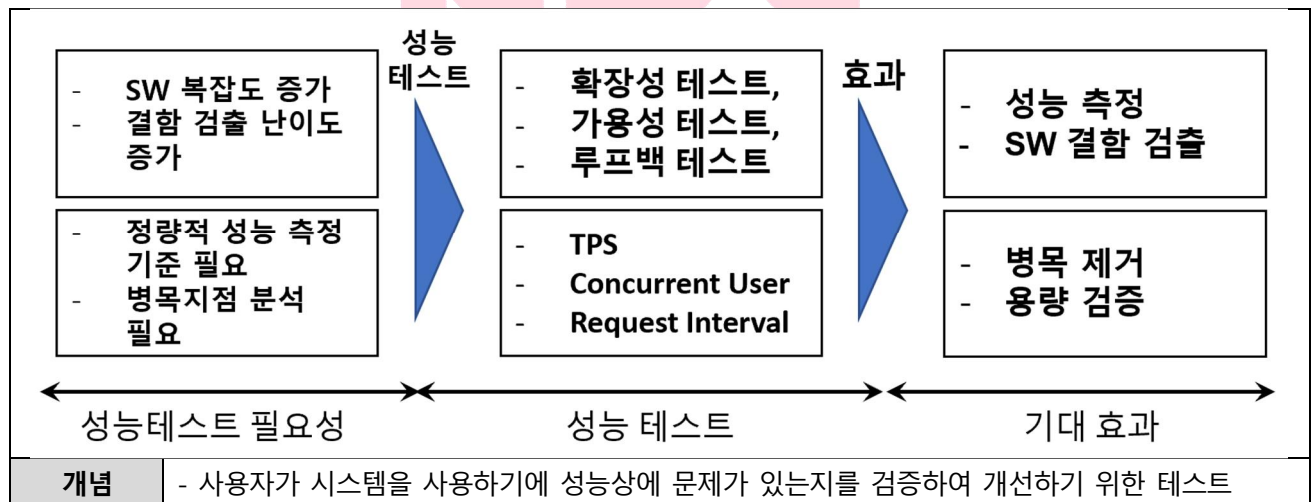 성능
테스트
효과
- SW 복잡도 증가
- 결함 검출 난이도
증가
- 확장성 테스트,
- 가용성 테스트,
- 루프백 테스트
- 성능 측정
- SW 결함 검출
- 정량적 성능 측정
기준 필요
- 병목지점 분석
필요
- TPS
- Concurrent User
- Request Interval
- 병목 제거
- 용량 검증
성능테스트 필요성
성능 테스트
기대 효과
개념 - 사용자가 시스템을 사용하기에 성능상에 문제가 있는지를 검증하여 개선하기 위한 테스트